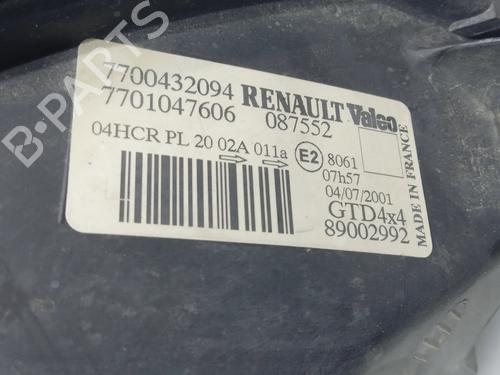 B-PARTS
7700432094 RENAULT Valeo
7701047606 087552
04HCR PL 20 02A 011a E2 8061
07h57
04/07/2001
GTD4x4
89002992
MADE IN FRANCE